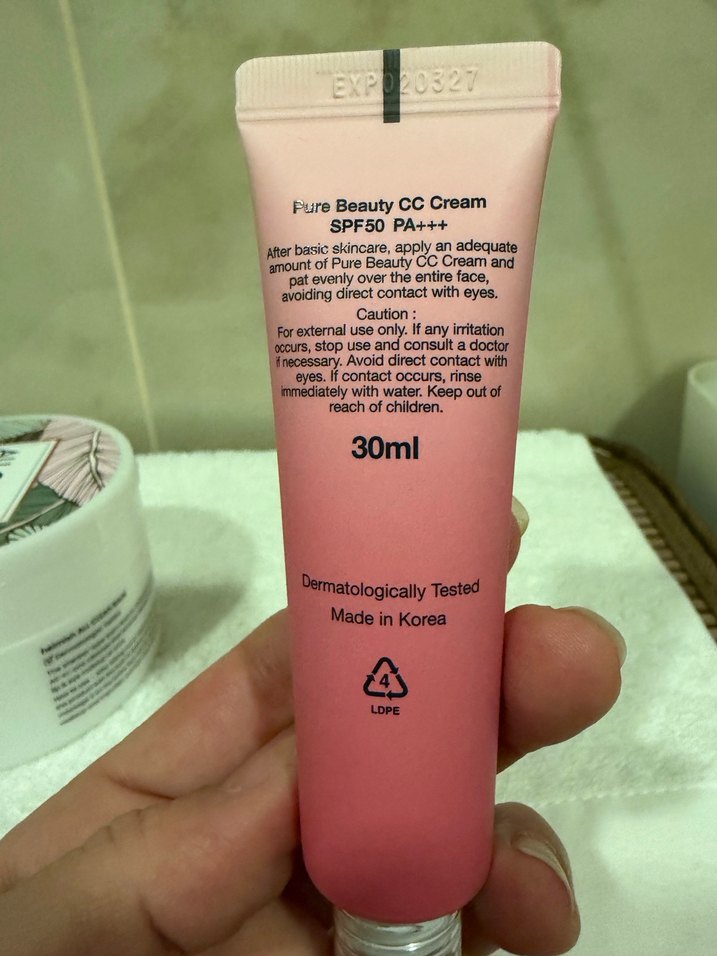 EXP020327
Pure Beauty CC Cream
SPF50 PA+++
After basic skincare, apply an adequate
amount of Pure Beauty CC Cream and
pat evenly over the entire face,
avoiding direct contact with eyes.
Caution :
For external use only. If any irritation
occurs, stop use and consult a doctor
if necessary. Avoid direct contact with
eyes. If contact occurs, rinse
immediately with water. Keep out of
reach of children.
30ml
Dermatologically Tested
Made in Korea
4
LDPE
heimish All Clean